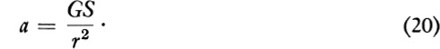 a = GS / r² · (20)